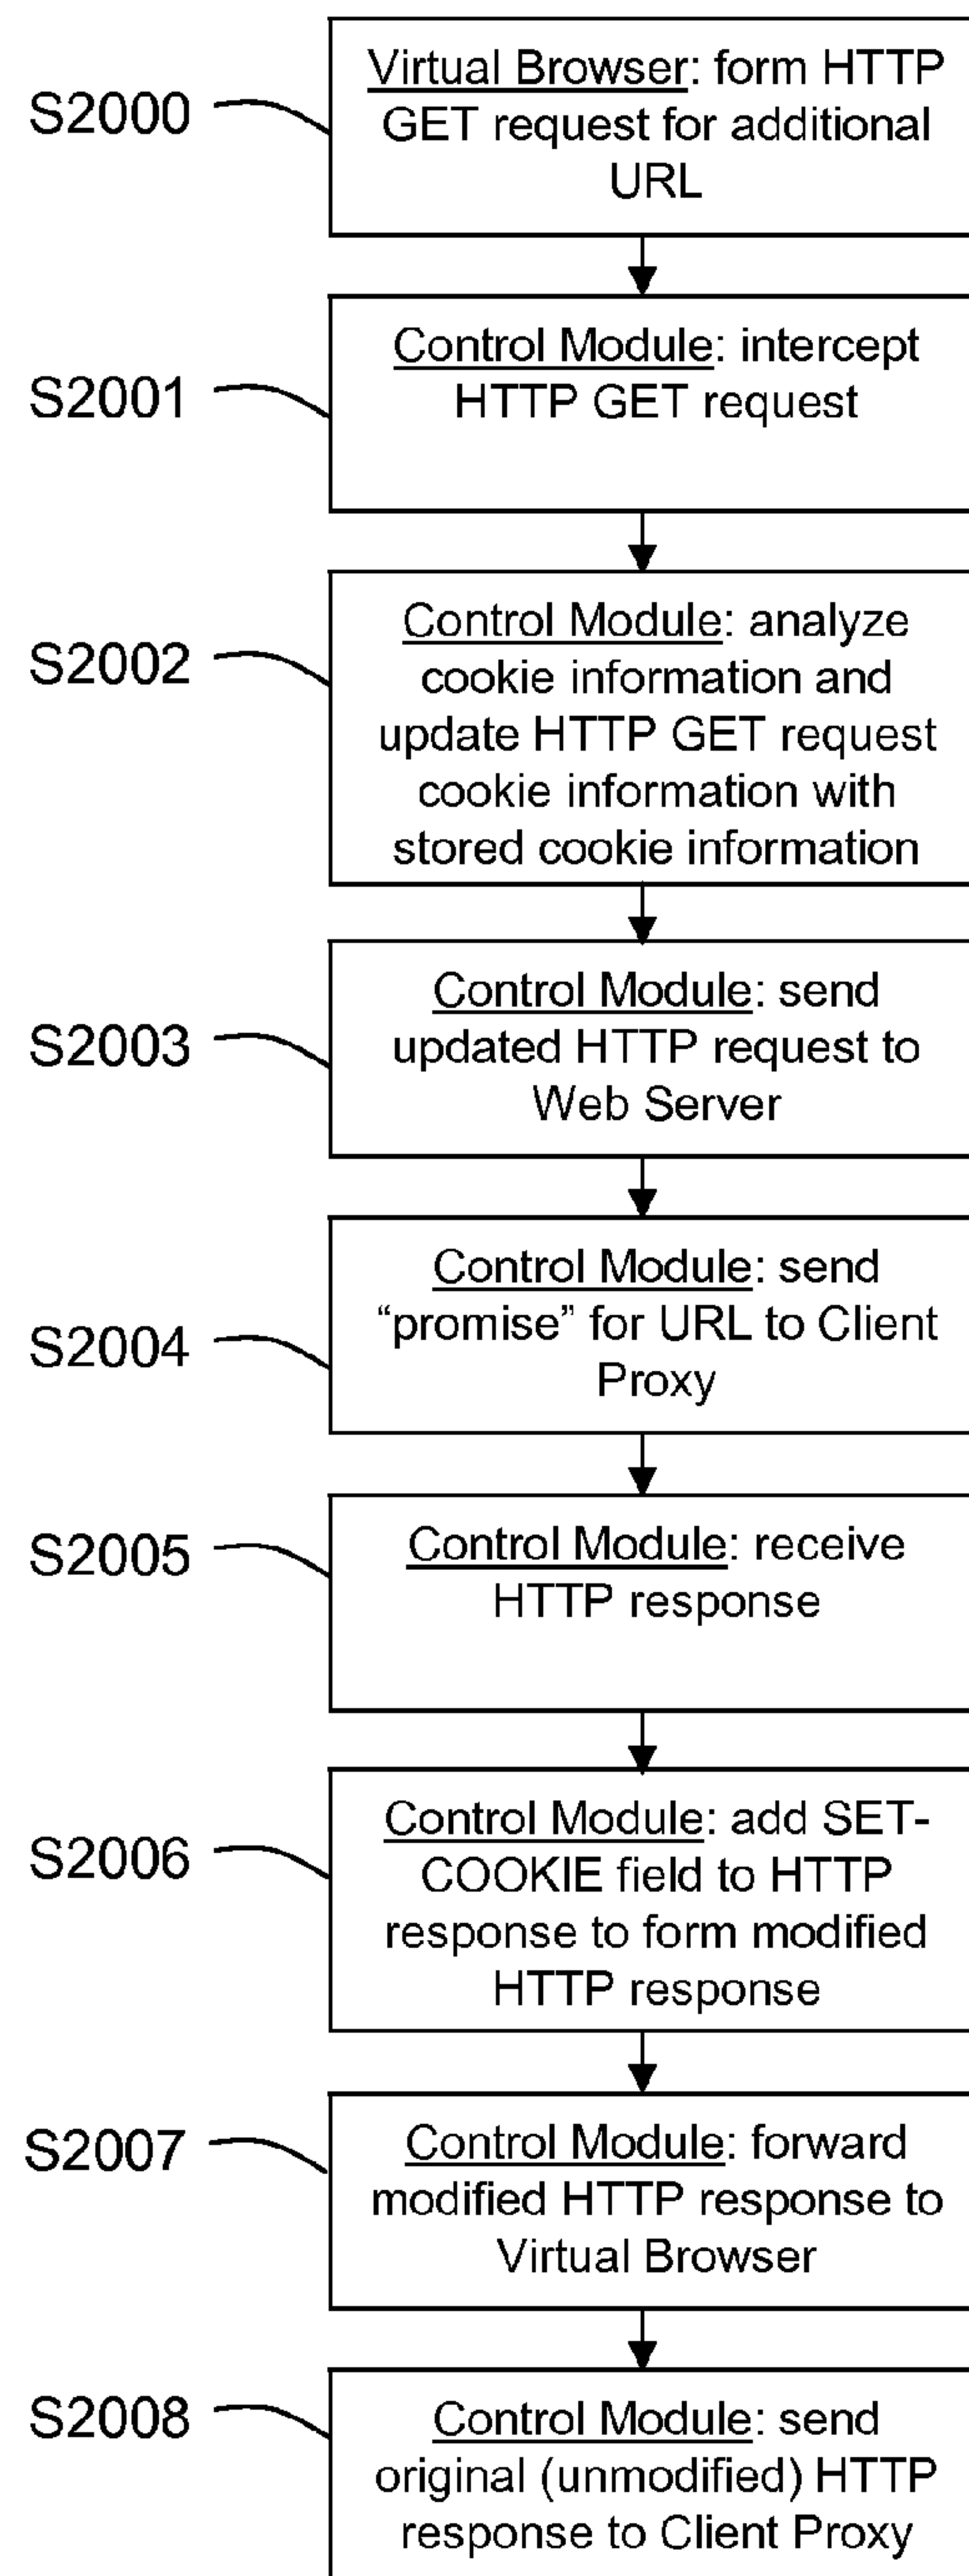 S2000
Virtual Browser: form HTTP
GET request for additional
URL
S2001
Control Module: intercept
HTTP GET request
S2002
Control Module: analyze
cookie information and
update HTTP GET request
cookie information with
stored cookie information
S2003
Control Module: send
updated HTTP request to
Web Server
S2004
Control Module: send
“promise” for URL to Client
Proxy
S2005
Control Module: receive
HTTP response
S2006
Control Module: add SET-
COOKIE field to HTTP
response to form modified
HTTP response
S2007
Control Module: forward
modified HTTP response to
Virtual Browser
S2008
Control Module: send
original (unmodified) HTTP
response to Client Proxy